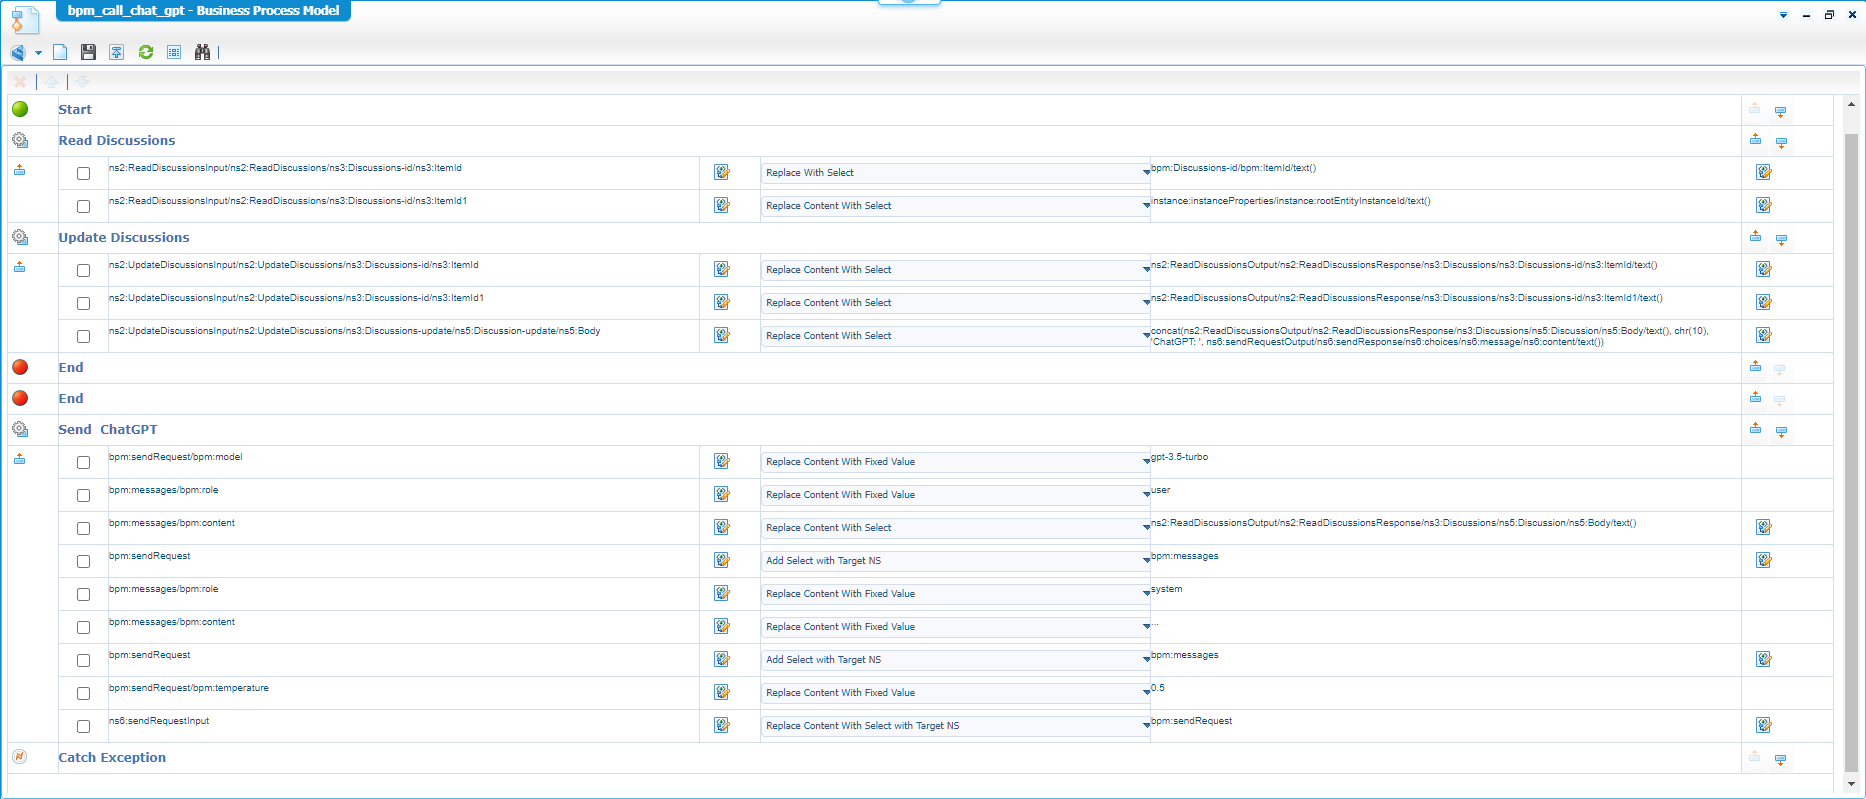 bpm_call_chat_gpt - Business Process Model
Start
Read Discussions
ns2:ReadDiscussionsInput/ns2:ReadDiscussions/ns3:Discussions-id/ns3:ItemId Replace With Select bpm:Discussions-id/bpm:ItemId/text()
ns2:ReadDiscussionsInput/ns2:ReadDiscussions/ns3:Discussions-id/ns3:ItemId1 Replace Content With Select instance:instanceProperties/instance:rootEntityInstanceId/text()
Update Discussions
ns2:UpdateDiscussionsInput/ns2:UpdateDiscussions/ns3:Discussions-id/ns3:ItemId Replace Content With Select ns2:ReadDiscussionsOutput/ns2:ReadDiscussionsResponse/ns3:Discussions/ns3:Discussions-id/ns3:ItemId/text()
ns2:UpdateDiscussionsInput/ns2:UpdateDiscussions/ns3:Discussions-id/ns3:ItemId1 Replace Content With Select ns2:ReadDiscussionsOutput/ns2:ReadDiscussionsResponse/ns3:Discussions/ns3:Discussions-id/ns3:ItemId1/text()
ns2:UpdateDiscussionsInput/ns2:UpdateDiscussions/ns3:Discussions-update/ns5:Discussion-update/ns5:Body Replace Content With Select concat(ns2:ReadDiscussionsOutput/ns2:ReadDiscussionsResponse/ns3:Discussions/ns5:Discussion/ns5:Body/text(), chr(10),
'ChatGPT: ', ns6:sendRequestOutput/ns6:sendResponse/ns6:choices/ns6:message/ns6:content/text())
End
End
Send ChatGPT
bpm:sendRequest/bpm:model Replace Content With Fixed Value gpt-3.5-turbo
bpm:messages/bpm:role Replace Content With Fixed Value user
bpm:messages/bpm:content Replace Content With Select ns2:ReadDiscussionsOutput/ns2:ReadDiscussionsResponse/ns3:Discussions/ns5:Discussion/ns5:Body/text()
bpm:sendRequest Add Select with Target NS bpm:messages
bpm:messages/bpm:role Replace Content With Fixed Value system
bpm:messages/bpm:content Replace Content With Fixed Value ...
bpm:sendRequest Add Select with Target NS bpm:messages
bpm:sendRequest/bpm:temperature Replace Content With Fixed Value 0.5
ns6:sendRequestInput Replace Content With Select with Target NS bpm:sendRequest
Catch Exception